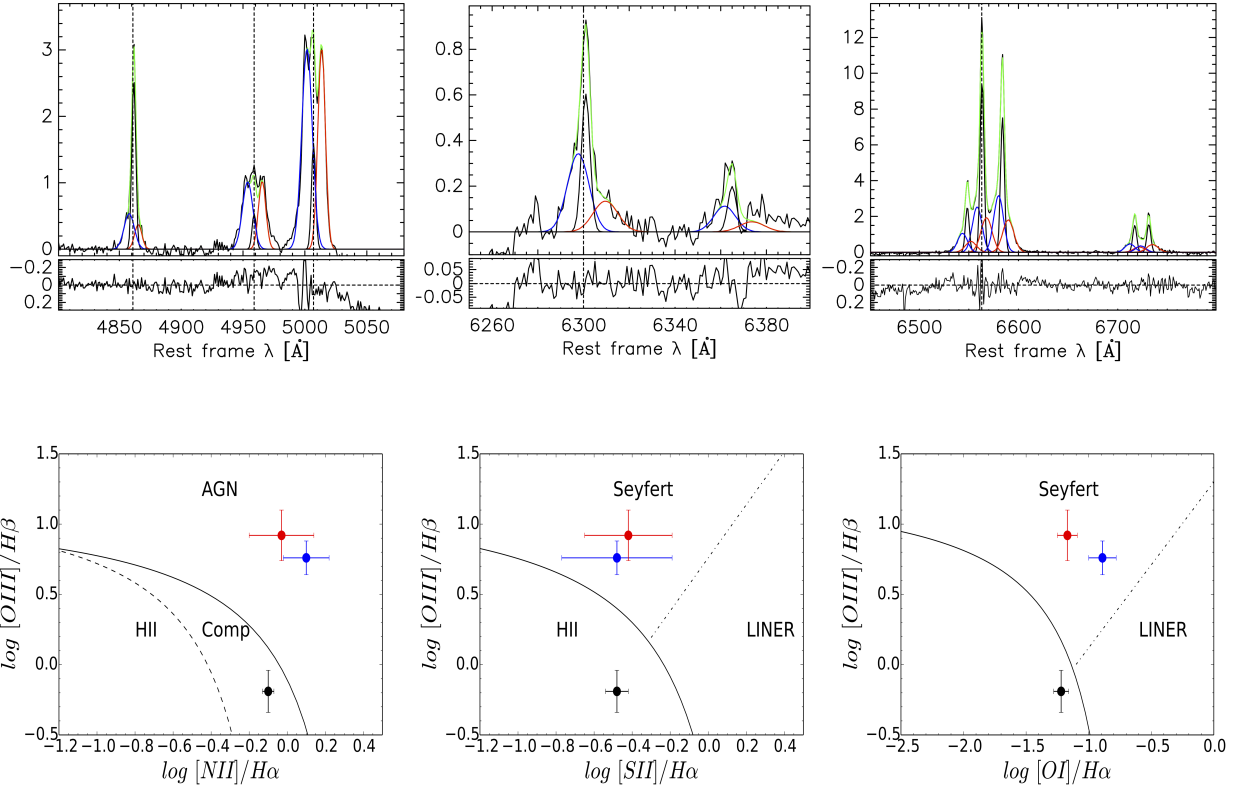 3
2
1
0
−0.2
0
0.2
4850 4900 4950 5000 5050
Rest frame λ [Å]
0.8
0.6
0.4
0.2
0
0.05
0
-0.05
6260 6300 6340 6380
Rest frame λ [Å]
12
10
8
6
4
2
0
−0.2
0
0.2
6500 6600 6700
Rest frame λ [Å]
1.5
1.0
0.5
0.0
−0.5
log [OIII]/Hβ
AGN
HII Comp
−1.2 −1.0 −0.8 −0.6 −0.4 −0.2 0.0 0.2 0.4
log [NII]/Hα
1.5
1.0
0.5
0.0
−0.5
log [OIII]/Hβ
Seyfert
HII LINER
−1.2 −1.0 −0.8 −0.6 −0.4 −0.2 0.0 0.2 0.4
log [SII]/Hα
1.5
1.0
0.5
0.0
−0.5
log [OIII]/Hβ
Seyfert
LINER
−2.5 −2.0 −1.5 −1.0 −0.5 0.0
log [OI]/Hα